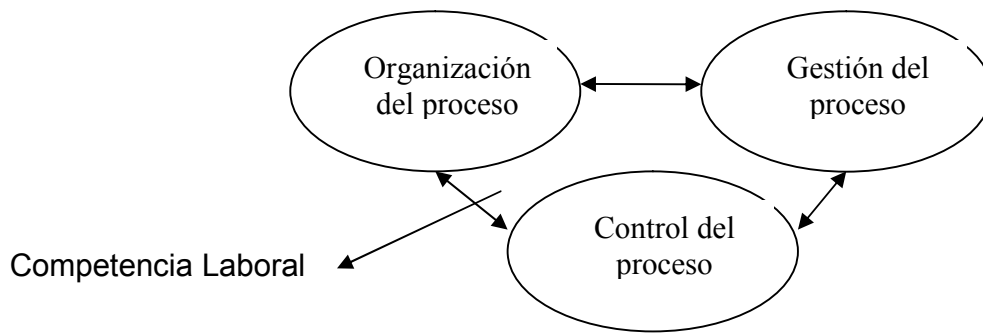 Organización
del proceso
Gestión del
proceso
Control del
proceso
Competencia Laboral